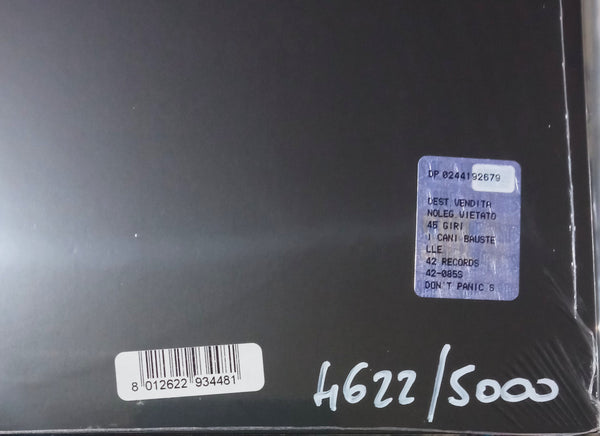 DP 0244192679
DEST VENDITA
NOLEG VIETATO
45 GIRI
I CANI BAUSTE
LLE
42 RECORDS
42-085S
DON'T PANIC S
8 012622 934481
4622/5000